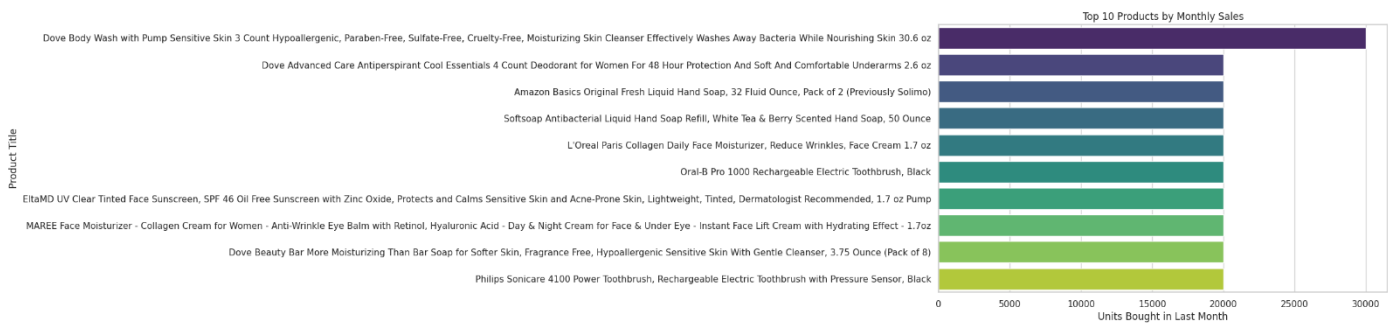 Top 10 Products by Monthly Sales
Product Title
Dove Body Wash with Pump Sensitive Skin 3 Count Hypoallergenic, Paraben-Free, Sulfate-Free, Cruelty-Free, Moisturizing Skin Cleanser Effectively Washes Away Bacteria While Nourishing Skin 30.6 oz
Dove Advanced Care Antiperspirant Cool Essentials 4 Count Deodorant for Women For 48 Hour Protection And Soft And Comfortable Underarms 2.6 oz
Amazon Basics Original Fresh Liquid Hand Soap, 32 Fluid Ounce, Pack of 2 (Previously Solimo)
Softsoap Antibacterial Liquid Hand Soap Refill, White Tea & Berry Scented Hand Soap, 50 Ounce
L'Oreal Paris Collagen Daily Face Moisturizer, Reduce Wrinkles, Face Cream 1.7 oz
Oral-B Pro 1000 Rechargeable Electric Toothbrush, Black
EltaMD UV Clear Tinted Face Sunscreen, SPF 46 Oil Free Sunscreen with Zinc Oxide, Protects and Calms Sensitive Skin and Acne-Prone Skin, Lightweight, Tinted, Dermatologist Recommended, 1.7 oz Pump
MAREE Face Moisturizer - Collagen Cream for Women - Anti-Wrinkle Eye Balm with Retinol, Hyaluronic Acid - Day & Night Cream for Face & Under Eye - Instant Face Lift Cream with Hydrating Effect - 1.7oz
Dove Beauty Bar More Moisturizing Than Bar Soap for Softer Skin, Fragrance Free, Hypoallergenic Sensitive Skin With Gentle Cleanser, 3.75 Ounce (Pack of 8)
Philips Sonicare 4100 Power Toothbrush, Rechargeable Electric Toothbrush with Pressure Sensor, Black
0 5000 10000 15000 20000 25000 30000
Units Bought in Last Month